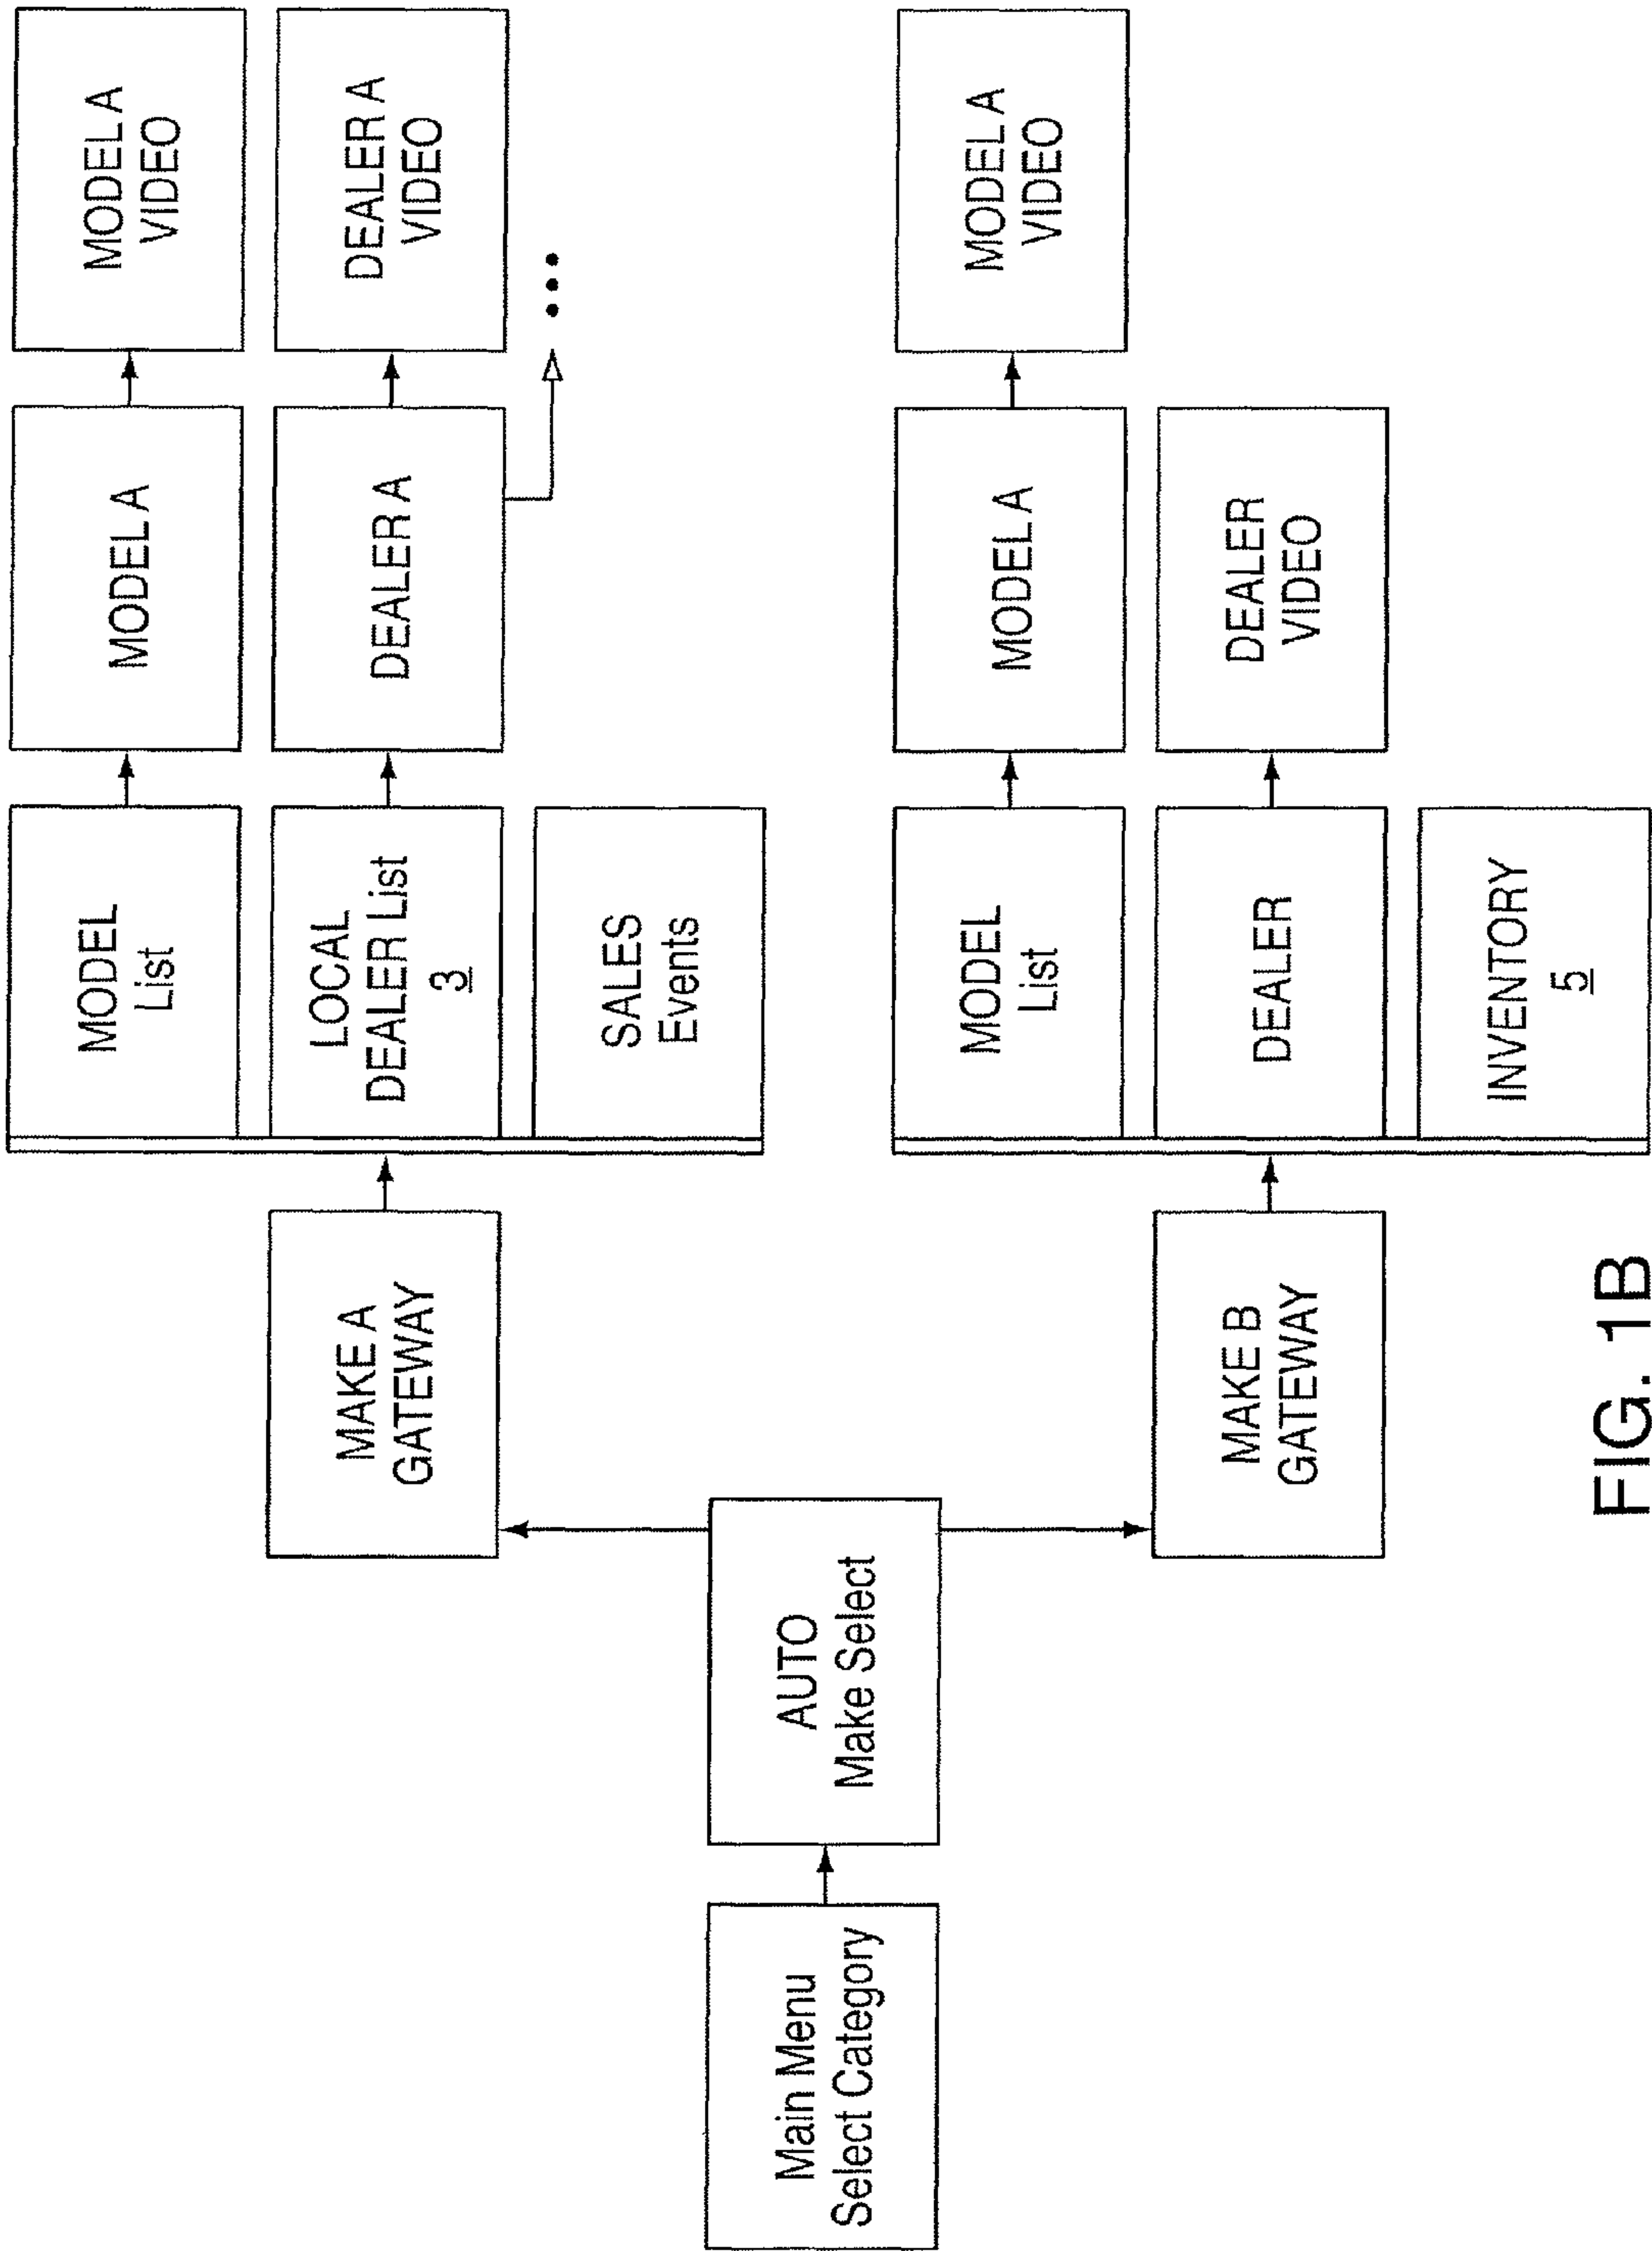 Main Menu
Select Category
AUTO
Make Select
MAKE A
GATEWAY
MODEL
List
MODEL A
MODEL A
VIDEO
LOCAL
DEALER List
3
DEALER A
DEALER A
VIDEO
•••
SALES
Events
MAKE B
GATEWAY
MODEL
List
MODEL A
MODEL A
VIDEO
DEALER
DEALER
VIDEO
INVENTORY
5
FIG. 1B